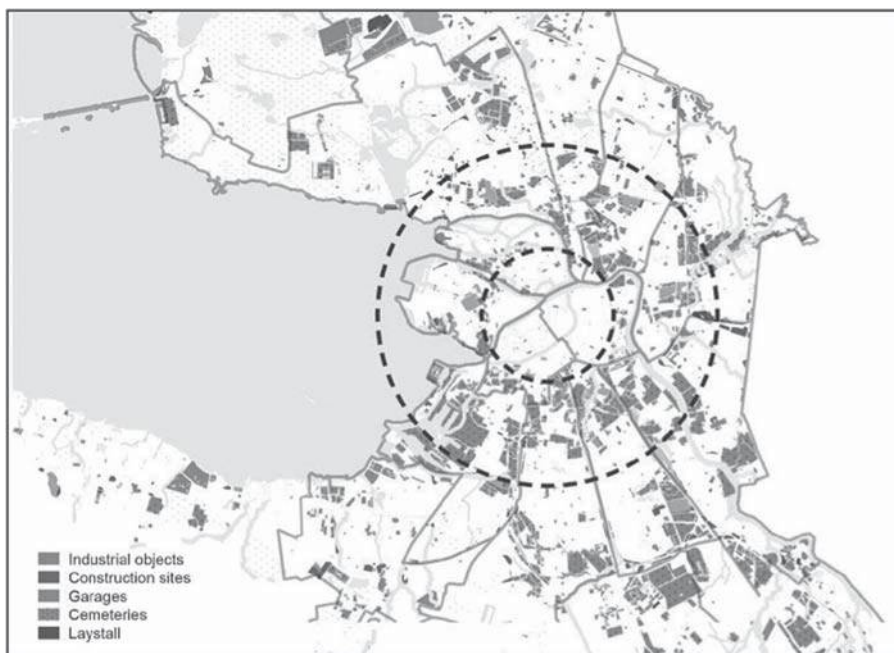 Industrial objects
Construction sites
Garages
Cemeteries
Laystall